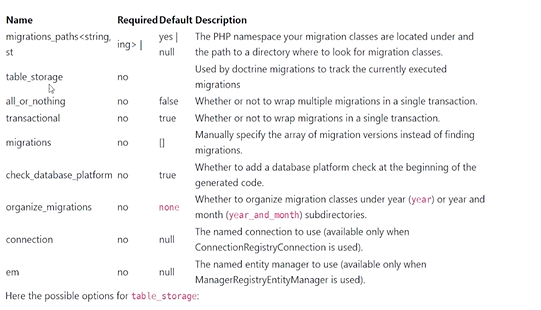 Name Required Default Description
migrations_paths<string, ing> | yes | The PHP namespace your migration classes are located under and
st null the path to a directory where to look for migration classes.
table_storage no Used by doctrine migrations to track the currently executed
migrations
all_or_nothing no false Whether or not to wrap multiple migrations in a single transaction.
transactional no true Whether or not to wrap migrations in a single transaction.
migrations no [] Manually specify the array of migration versions instead of finding
migrations.
check_database_platform no true Whether to add a database platform check at the beginning of the
generated code.
organize_migrations no none Whether to organize migration classes under year (year) or year and
month (year_and_month) subdirectories.
connection no null The named connection to use (available only when
ConnectionRegistryConnection is used).
em no null The named entity manager to use (available only when
ManagerRegistryEntityManager is used).
Here the possible options for table_storage: